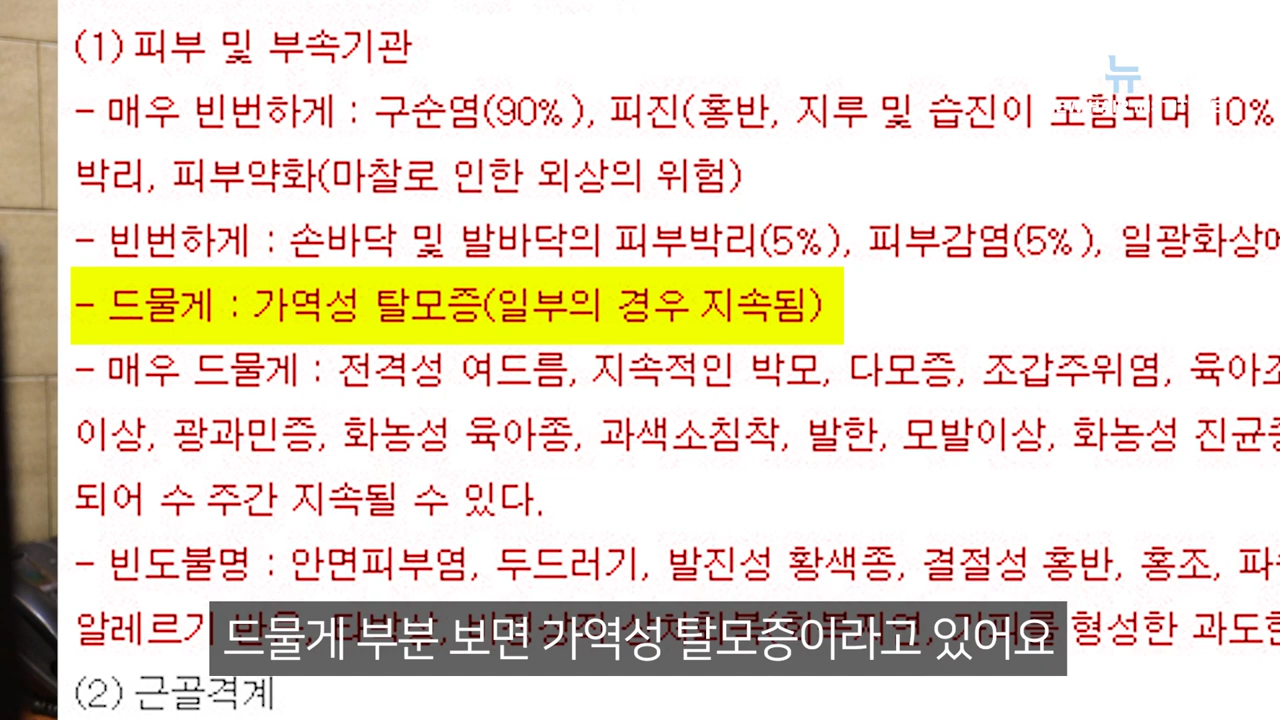 (1) 피부 및 부속기관
뉴
- 매우 빈번하게 : 구순염(90%), 피진(홍반, 지루 및 습진이 포함되며 10%
박리, 피부약화(마찰로 인한 외상의 위험)
- 빈번하게 : 손바닥 및 발바닥의 피부박리(5%), 피부감염(5%), 일광화상에
- 드물게 : 가역성 탈모증(일부의 경우 지속됨)
- 매우 드물게 : 전격성 여드름, 지속적인 박모, 다모증, 조갑주위염, 육아조
이상, 광과민증, 화농성 육아종, 과색소침착, 발한, 모발이상, 화농성 진균증
되어 수 주간 지속될 수 있다.
- 빈도불명 : 안면피부염, 두드러기, 발진성 황색종, 결절성 홍반, 홍조,
알레르기 형성한 과도한
드물게 부분 보면 가역성 탈모증이라고 있어요
(2) 근골격계